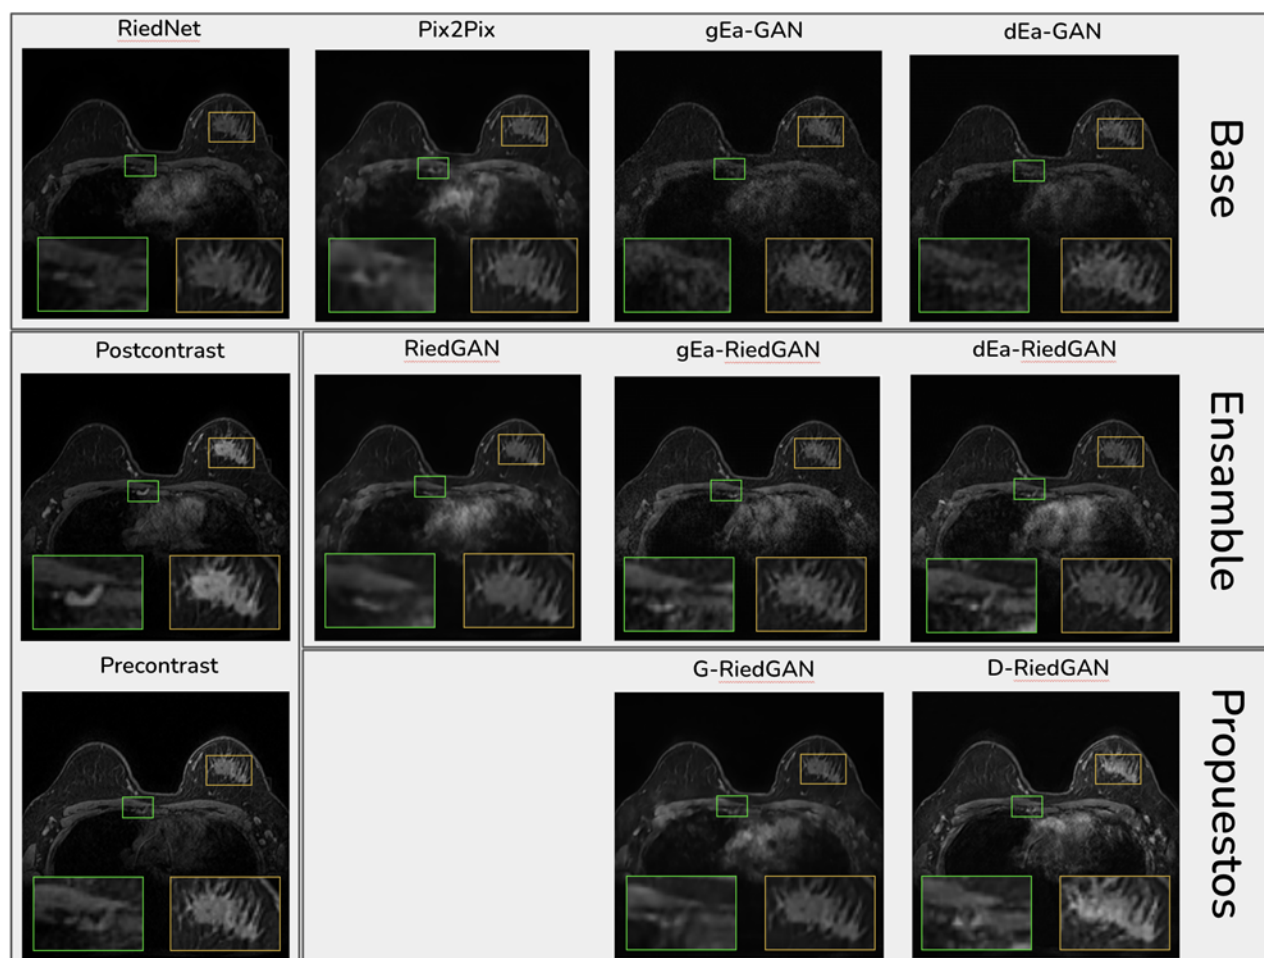 RiedNet
Pix2Pix
gEa-GAN
dEa-GAN
Base
Postcontrast
RiedGAN
gEa-RiedGAN
dEa-RiedGAN
Ensamble
Precontrast
G-RiedGAN
D-RiedGAN
Propuestos